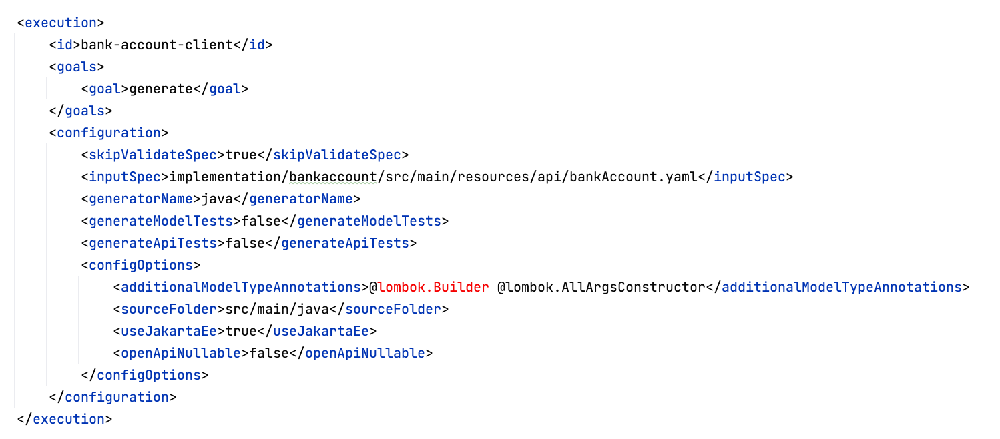 <execution>
    <id>bank-account-client</id>
    <goals>
        <goal>generate</goal>
    </goals>
    <configuration>
        <skipValidateSpec>true</skipValidateSpec>
        <inputSpec>implementation/bankaccount/src/main/resources/api/bankAccount.yaml</inputSpec>
        <generatorName>java</generatorName>
        <generateModelTests>false</generateModelTests>
        <generateApiTests>false</generateApiTests>
        <configOptions>
            <additionalModelTypeAnnotations>@lombok.Builder @lombok.AllArgsConstructor</additionalModelTypeAnnotations>
            <sourceFolder>src/main/java</sourceFolder>
            <useJakartaEe>true</useJakartaEe>
            <openApiNullable>false</openApiNullable>
        </configOptions>
    </configuration>
</execution>